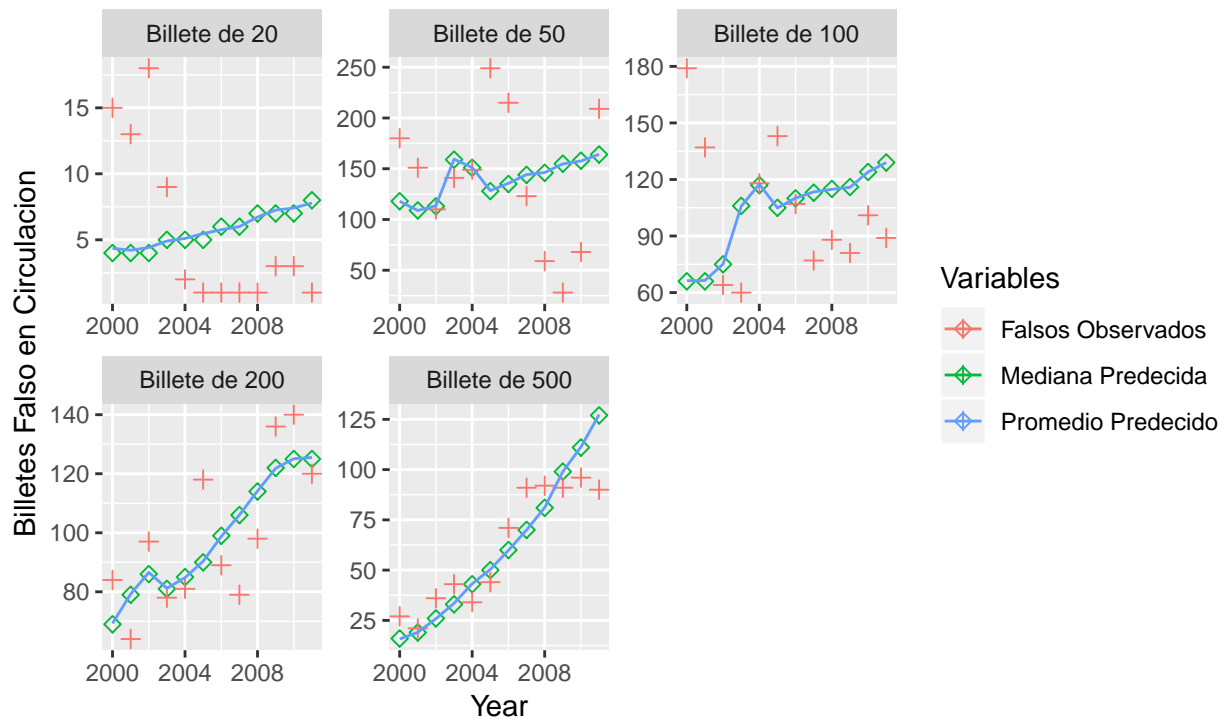 Billete de 20
Billete de 50
Billete de 100
15
10
5
250
200
150
100
50
180
150
120
90
60
2000 2004 2008
2000 2004 2008
2000 2004 2008
Billete de 200
Billete de 500
140
120
100
80
125
100
75
50
25
2000 2004 2008
2000 2004 2008
Year
Billetes Falso en Circulacion
Variables
Falsos Observados
Mediana Predecida
Promedio Predecido